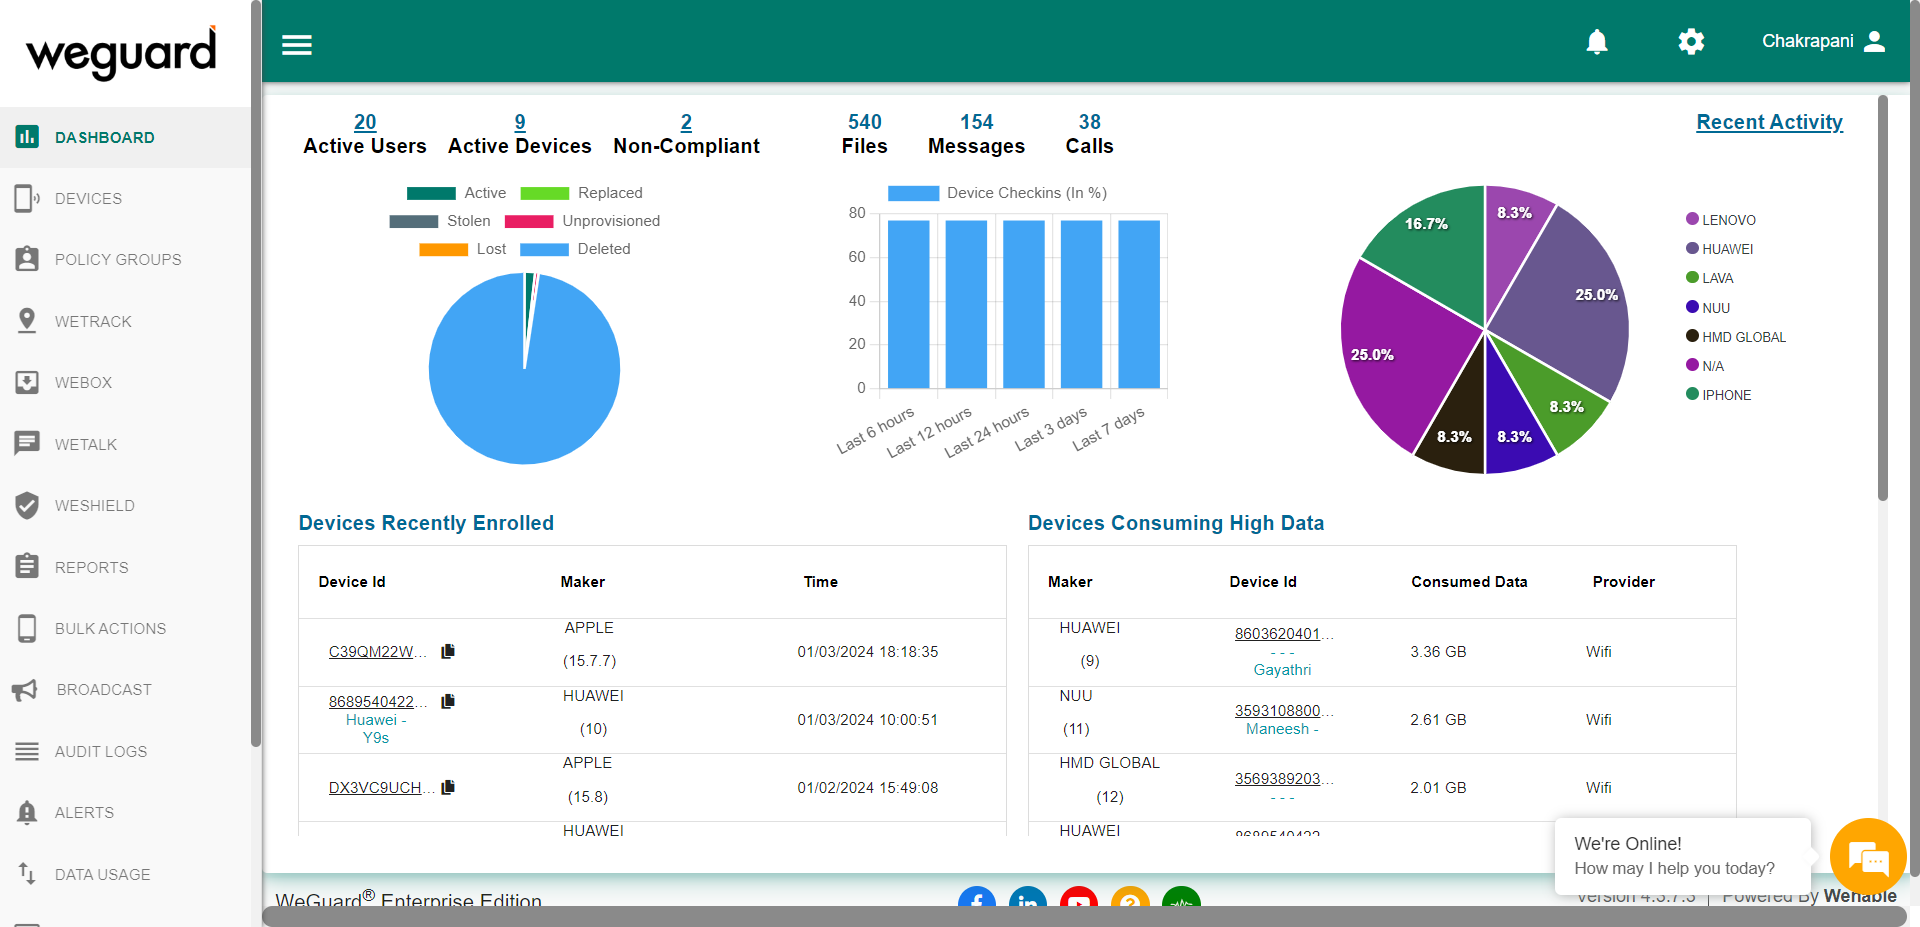 weguard
Chakrapani
DASHBOARD
DEVICES
POLICY GROUPS
WETRACK
WEBOX
WETALK
WESHIELD
REPORTS
BULK ACTIONS
BROADCAST
AUDIT LOGS
ALERTS
DATA USAGE
20 9 2 540 154 38
Active Users Active Devices Non-Compliant Files Messages Calls
Recent Activity
Active Replaced
Stolen Unprovisioned
Lost Deleted
Device Checkins (In %)
80
60
40
20
0
Last 6 hours
Last 12 hours
Last 24 hours
Last 3 days
Last 7 days
8.3%
25.0%
8.3%
8.3%
8.3%
25.0%
16.7%
LENOVO
HUAWEI
LAVA
NUU
HMD GLOBAL
N/A
IPHONE
Devices Recently Enrolled
Device Id Maker Time
APPLE
C39QM22W... (15.7.7) 01/03/2024 18:18:35
HUAWEI
8689540422... (10) 01/03/2024 10:00:51
Huawei -
Y9s
APPLE
DX3VC9UCH... (15.8) 01/02/2024 15:49:08
HUAWEI
Devices Consuming High Data
Maker Device Id Consumed Data Provider
HUAWEI
(9) 8603620401... 3.36 GB Wifi
- - -
Gayathri
NUU
(11) 3593108800... 2.61 GB Wifi
Maneesh -
HMD GLOBAL
(12) 3569389203... 2.01 GB Wifi
- - -
HUAWEI
8689540422...
We're Online!
How may I help you today?
WeGuard® Enterprise Edition
Version 4.3.7.3 | Powered By Wenable